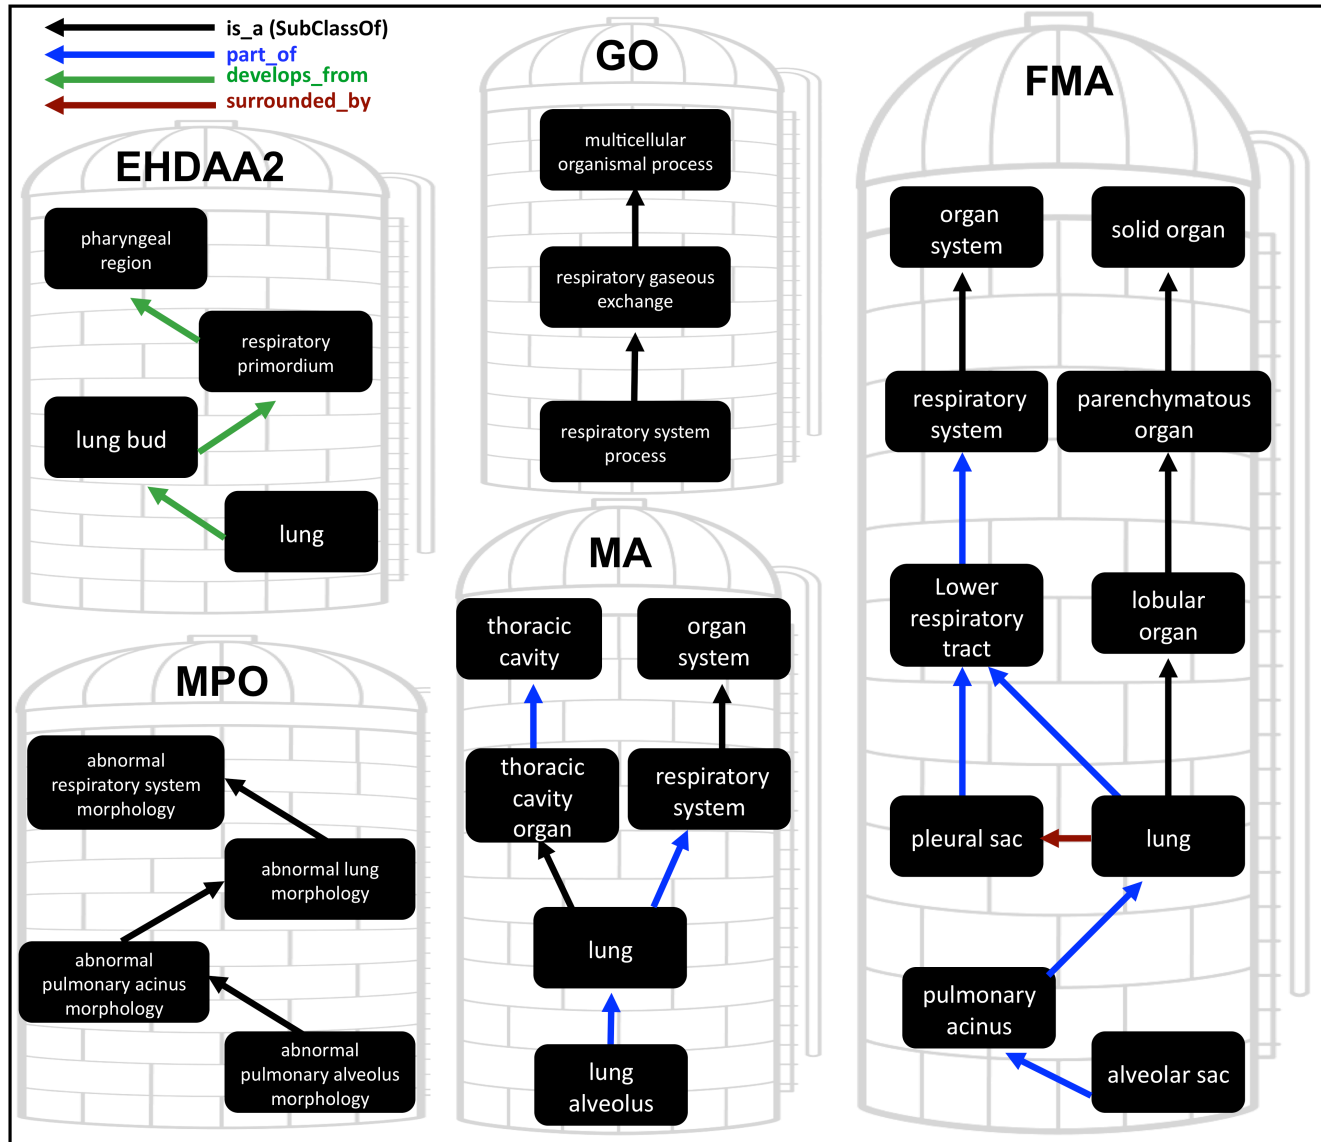 is_a (SubClassOf)
part_of
develops_from
surrounded_by
EHDAA2
pharyngeal
region
respiratory
primordium
lung bud
lung
MPO
abnormal
respiratory system
morphology
abnormal lung
morphology
abnormal
pulmonary acinus
morphology
abnormal
pulmonary alveolus
morphology
GO
multicellular
organismal process
respiratory gaseous
exchange
respiratory system
process
MA
thoracic
cavity
organ
system
thoracic
cavity
organ
respiratory
system
lung
lung
alveolus
FMA
organ
system
solid organ
respiratory
system
parenchymatous
organ
Lower
respiratory
tract
lobular
organ
pleural sac
lung
pulmonary
acinus
alveolar sac